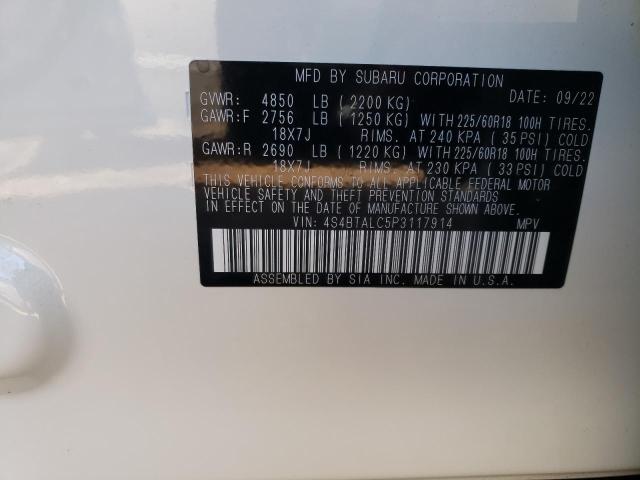 MFD BY SUBARU CORPORATION
GVWR: 4850 LB ( 2200 KG) DATE: 09/22
GAWR:F 2756 LB ( 1250 KG) WITH 225/60R18 100H TIRES.
18X7J RIMS. AT 240 KPA ( 35 PSI) COLD
GAWR:R 2690 LB ( 1220 KG) WITH 225/60R18 100H TIRES.
18X7J RIMS. AT 230 KPA ( 33 PSI) COLD
THIS VEHICLE CONFORMS TO ALL APPLICABLE FEDERAL MOTOR
VEHICLE SAFETY AND THEFT PREVENTION STANDARDS
IN EFFECT ON THE DATE OF MANUFACTURE SHOWN ABOVE.
VIN: 4S4BTALC5P3117914 MPV
ASSEMBLED BY SIA INC. MADE IN U.S.A.